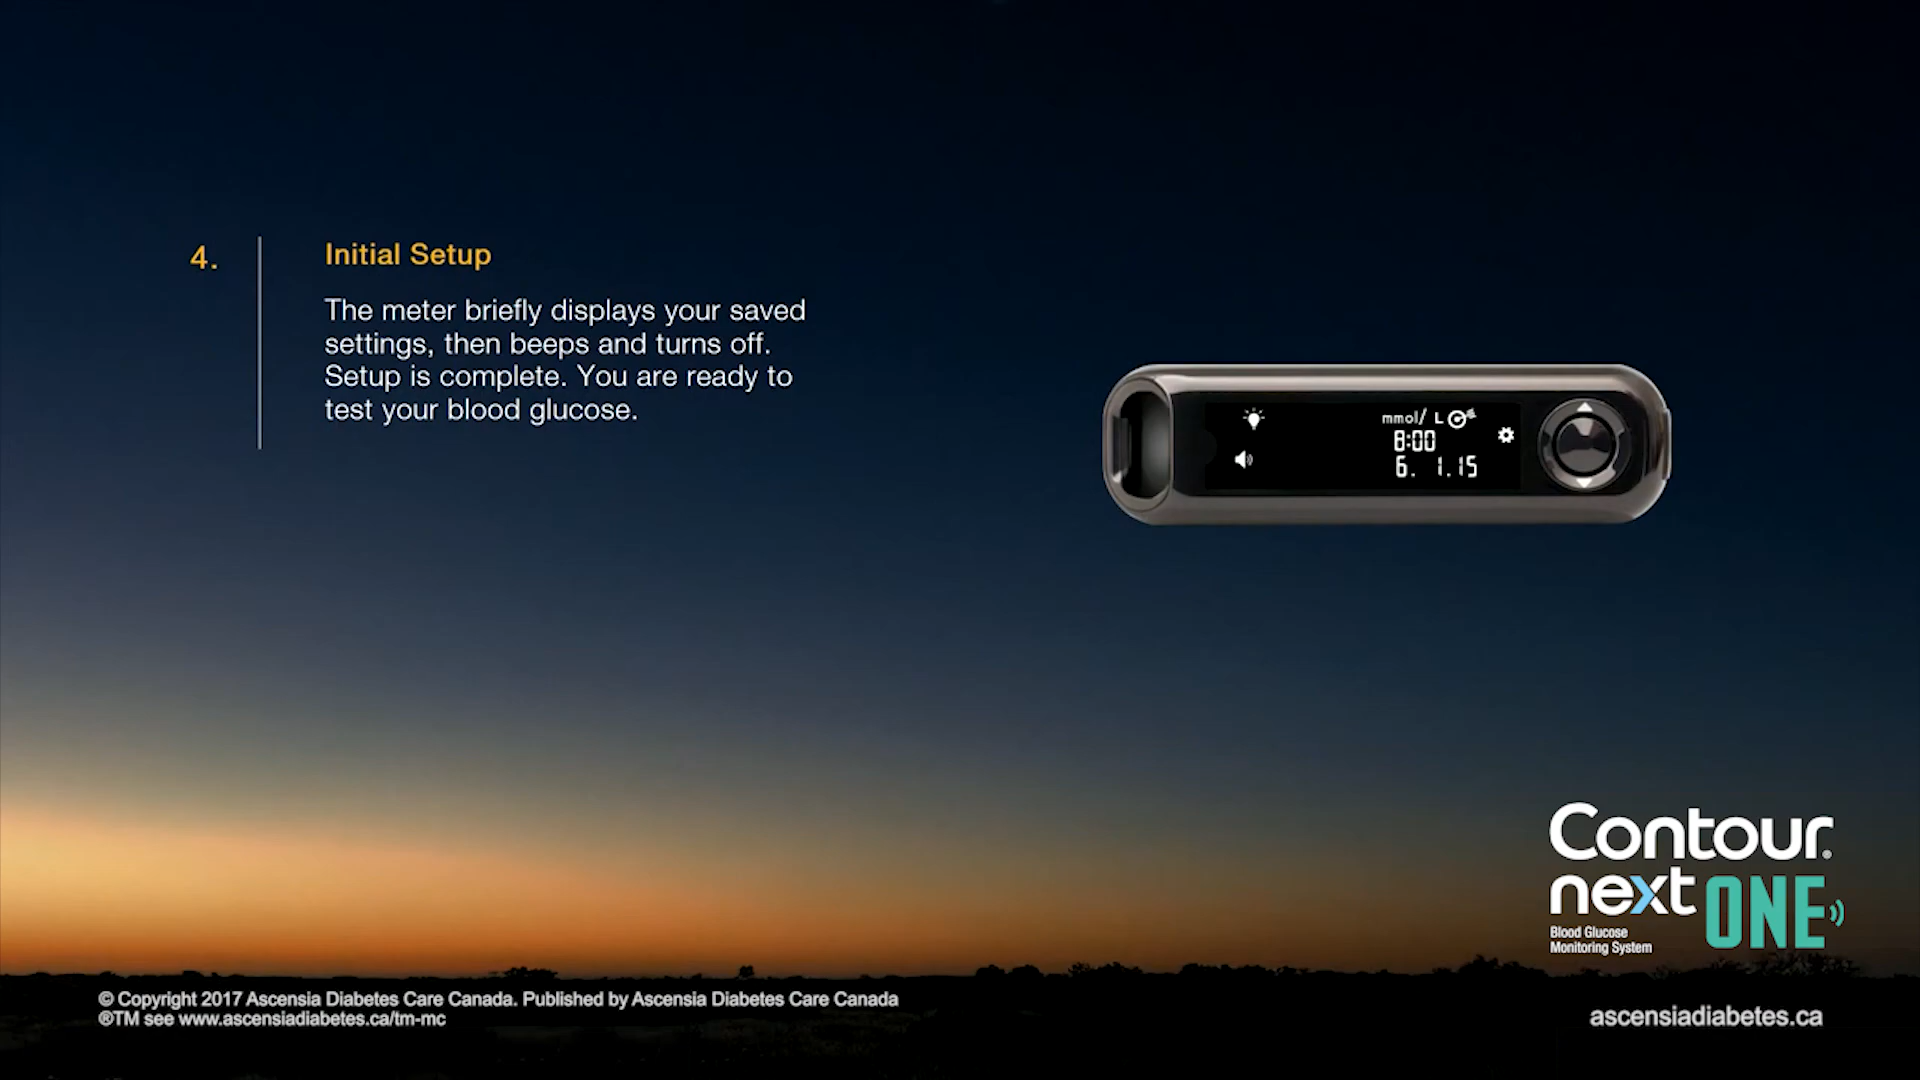 4.
Initial Setup
The meter briefly displays your saved
settings, then beeps and turns off.
Setup is complete. You are ready to
test your blood glucose.
mmol/ L
8:00
6. 1.15
Contour®
next ONE
Blood Glucose
Monitoring System
© Copyright 2017 Ascensia Diabetes Care Canada. Published by Ascensia Diabetes Care Canada
®TM see www.ascensiadiabetes.ca/tm-mc
ascensiadiabetes.ca